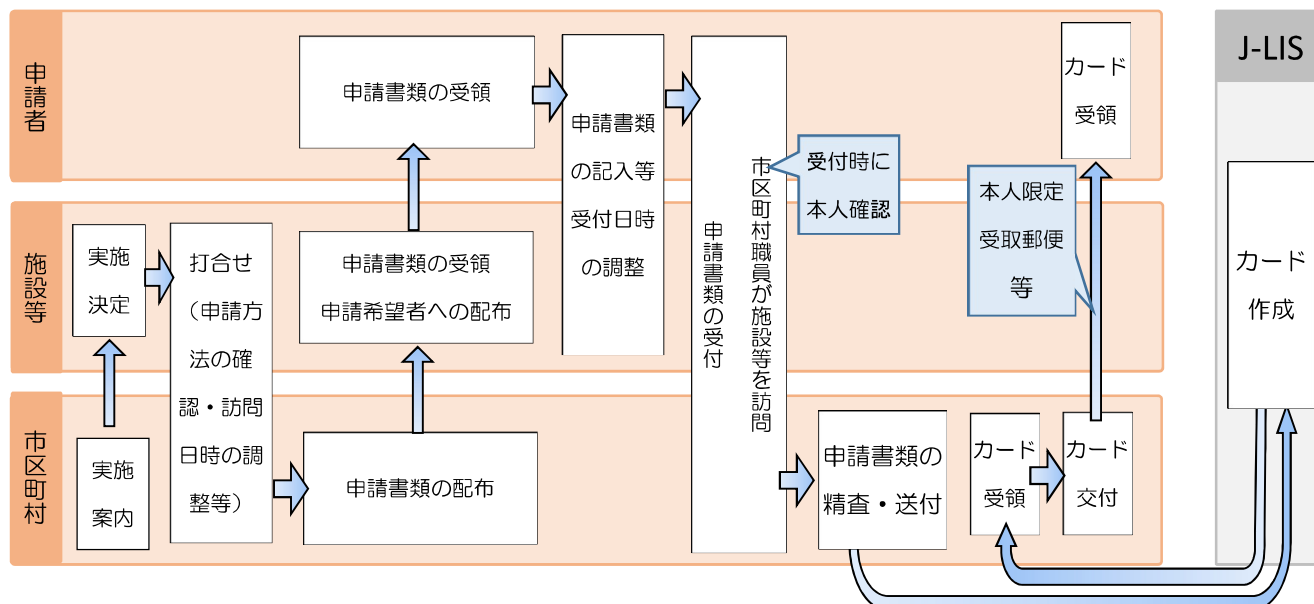 申請者
申請書類の受領
申請書類
の記入等
受付日時
の調整
市区町村職員が施設等を訪問
申請書類の受付
受付時に
本人確認
本人限定
受取郵便
等
カード
受領
J-LIS
カード
作成
施設等
実施
決定
打合せ
（申請方
法の確
認・訪問
日時の調
整等）
申請書類の受領
申請希望者への配布
市区町村
実施
案内
申請書類の配布
申請書類の
精査・送付
カード
受領
カード
交付